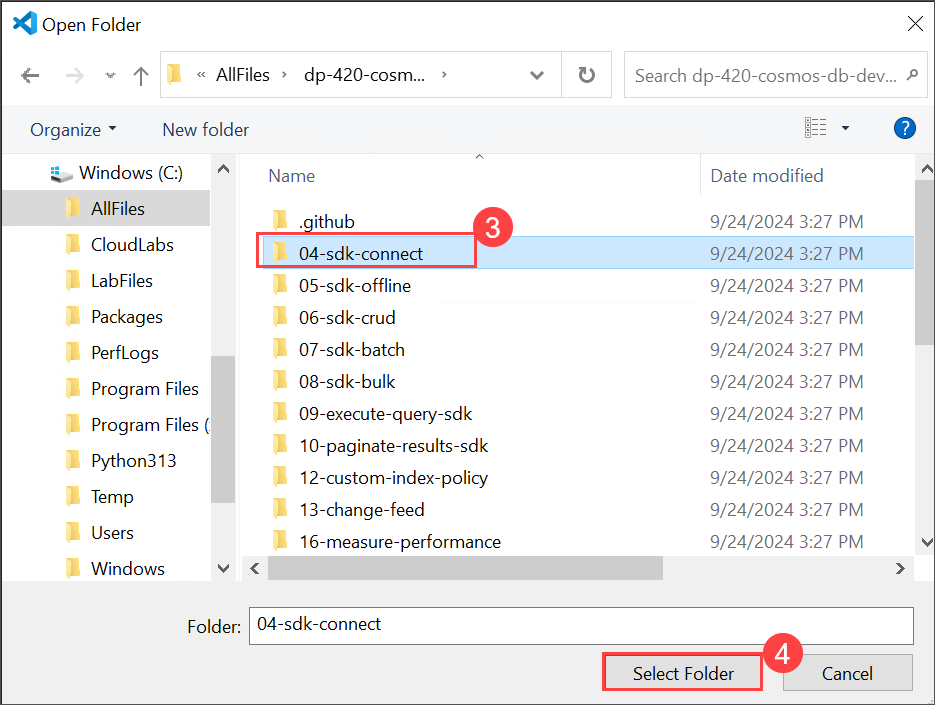 Open Folder
« AllFiles › dp-420-cosm... ›
Search dp-420-cosmos-db-dev...
Organize
New folder
?
Windows (C:)
AllFiles
CloudLabs
LabFiles
Packages
PerfLogs
Program Files
Program Files (
Python313
Temp
Users
Windows
Name Date modified
.github 9/24/2024 3:27 PM
3
04-sdk-connect 9/24/2024 3:27 PM
05-sdk-offline 9/24/2024 3:27 PM
06-sdk-crud 9/24/2024 3:27 PM
07-sdk-batch 9/24/2024 3:27 PM
08-sdk-bulk 9/24/2024 3:27 PM
09-execute-query-sdk 9/24/2024 3:27 PM
10-paginate-results-sdk 9/24/2024 3:27 PM
12-custom-index-policy 9/24/2024 3:27 PM
13-change-feed 9/24/2024 3:27 PM
16-measure-performance 9/24/2024 3:27 PM
Folder: 04-sdk-connect
4
Select Folder
Cancel